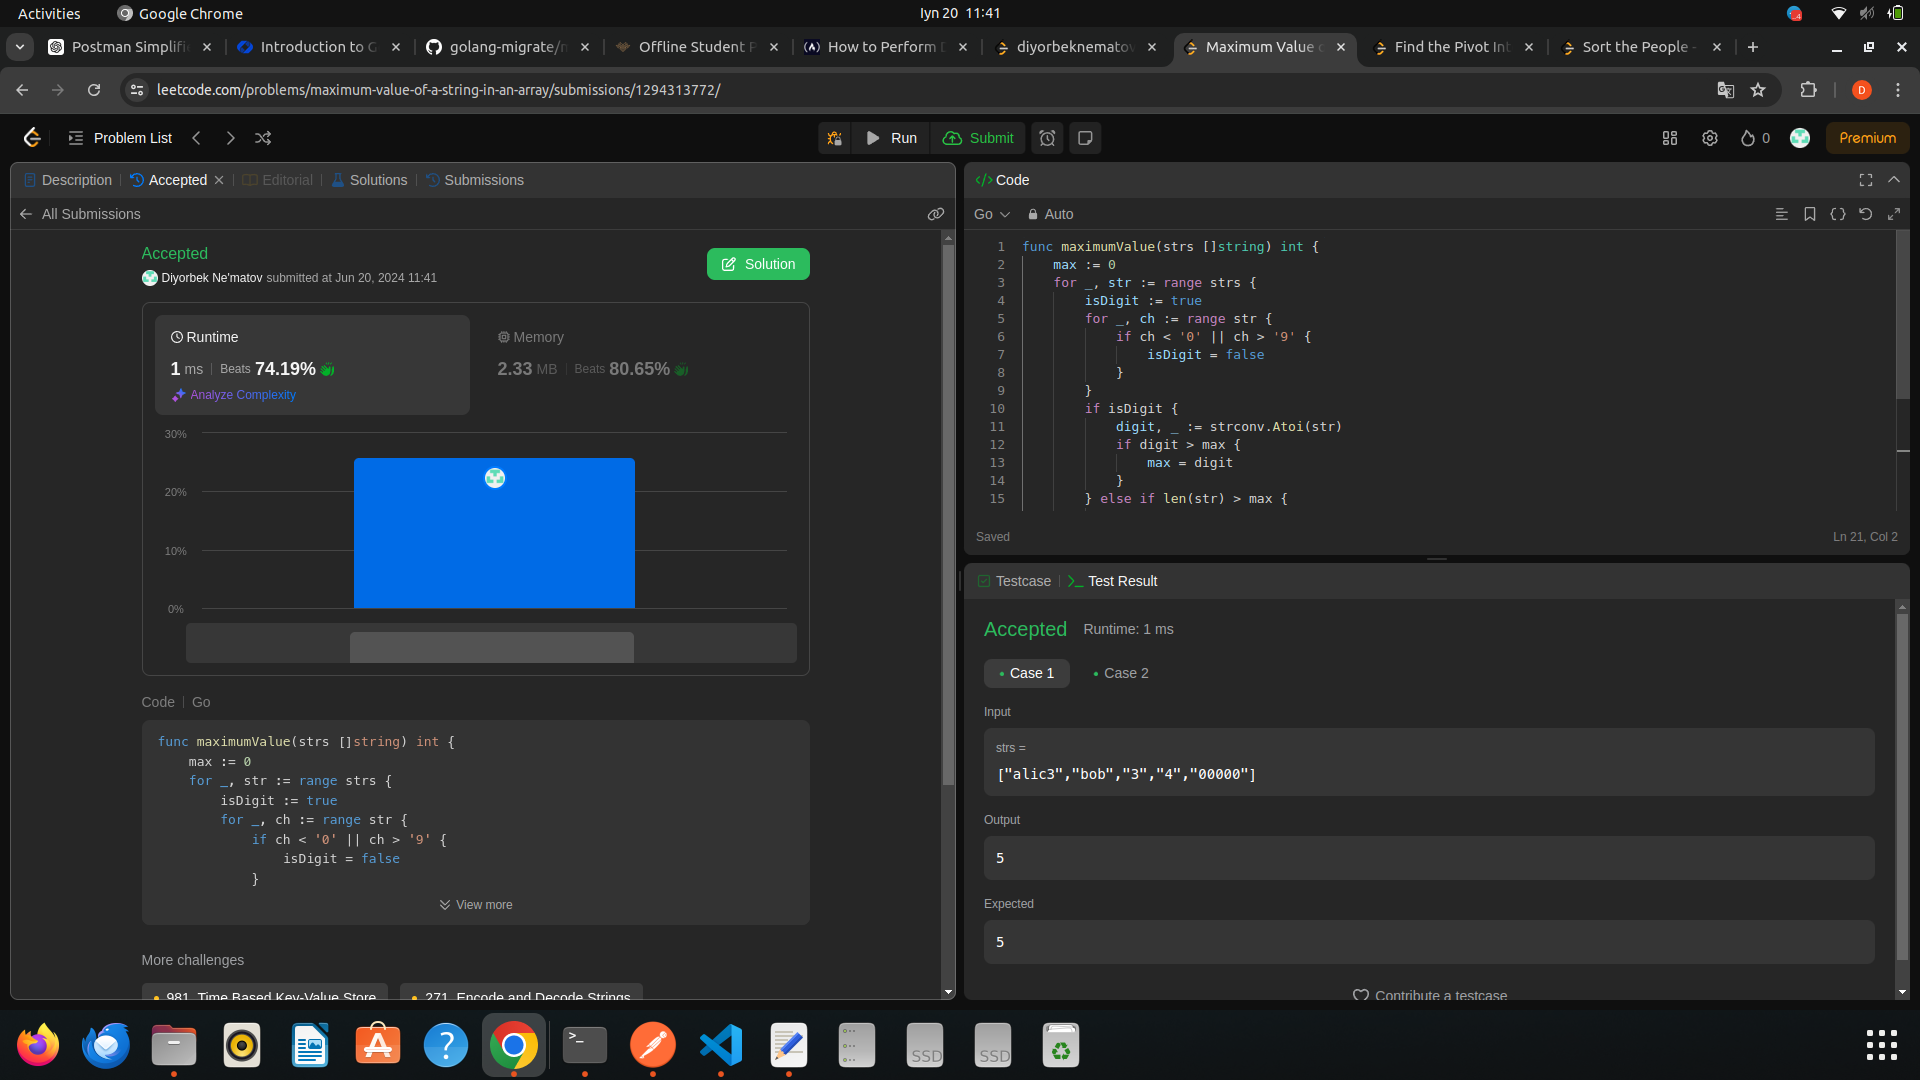 Activities
Google Chrome
Iyn 20 11:41
Postman Simplifi
Introduction to G
golang-migrate/m
Offline Student P
How to Perform D
diyorbeknematov
Maximum Value o
Find the Pivot Int
Sort the People -
leetcode.com/problems/maximum-value-of-a-string-in-an-array/submissions/1294313772/
D
Problem List
Run
Submit
0
Premium
Description
Accepted
Editorial
Solutions
Submissions
All Submissions
Accepted
Diyorbek Ne'matov submitted at Jun 20, 2024 11:41
Solution
Runtime
1 ms
Beats 74.19%
Analyze Complexity
Memory
2.33 MB
Beats 80.65%
30%
20%
10%
0%
Code
Go
func maximumValue(strs []string) int {
max := 0
for _, str := range strs {
isDigit := true
for _, ch := range str {
if ch < '0' || ch > '9' {
isDigit = false
}
View more
More challenges
981. Time Based Key-Value Store
271. Encode and Decode Strings
Code
Go
Auto
1 func maximumValue(strs []string) int {
2 max := 0
3 for _, str := range strs {
4 isDigit := true
5 for _, ch := range str {
6 if ch < '0' || ch > '9' {
7 isDigit = false
8 }
9 }
10 if isDigit {
11 digit, _ := strconv.Atoi(str)
12 if digit > max {
13 max = digit
14 }
15 } else if len(str) > max {
Saved
Ln 21, Col 2
Testcase
Test Result
Accepted
Runtime: 1 ms
Case 1
Case 2
Input
strs =
["alic3","bob","3","4","00000"]
Output
5
Expected
5
Contribute a testcase
SSD
SSD